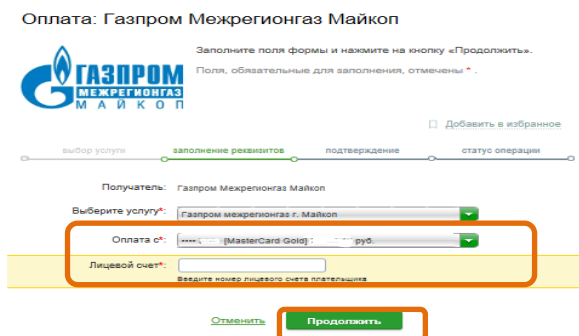 Оплата: Газпром Межрегионгаз Майкоп
Заполните поля формы и нажмите на кнопку «Продолжить».
Поля, обязательные для заполнения, отмечены * .
ГАЗПРОМ
МЕЖРЕГИОНГАЗ
МАЙКОП
Добавить в избранное
выбор услуги заполнение реквизитов подтверждение статус операции
Получатель: Газпром Межрегионгаз Майкоп
Выберите услугу*: Газпром межрегионгаз г. Майкоп
Оплата с*: •••• [MasterCard Gold] : руб.
Лицевой счет*:
Введите номер лицевого счета плательщика
Отменить Продолжить